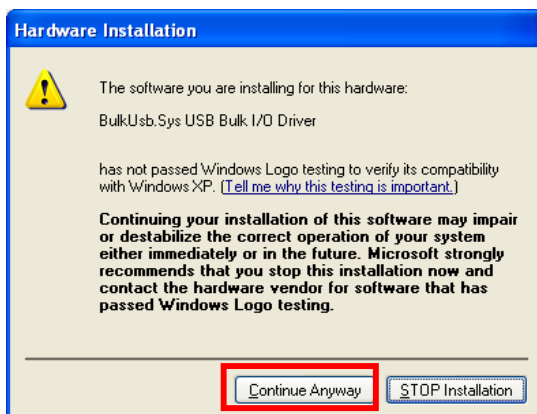 Hardware Installation
The software you are installing for this hardware:
BulkUsb.Sys USB Bulk I/O Driver
has not passed Windows Logo testing to verify its compatibility
with Windows XP. (Tell me why this testing is important.)
Continuing your installation of this software may impair
or destabilize the correct operation of your system
either immediately or in the future. Microsoft strongly
recommends that you stop this installation now and
contact the hardware vendor for software that has
passed Windows Logo testing.
Continue Anyway STOP Installation